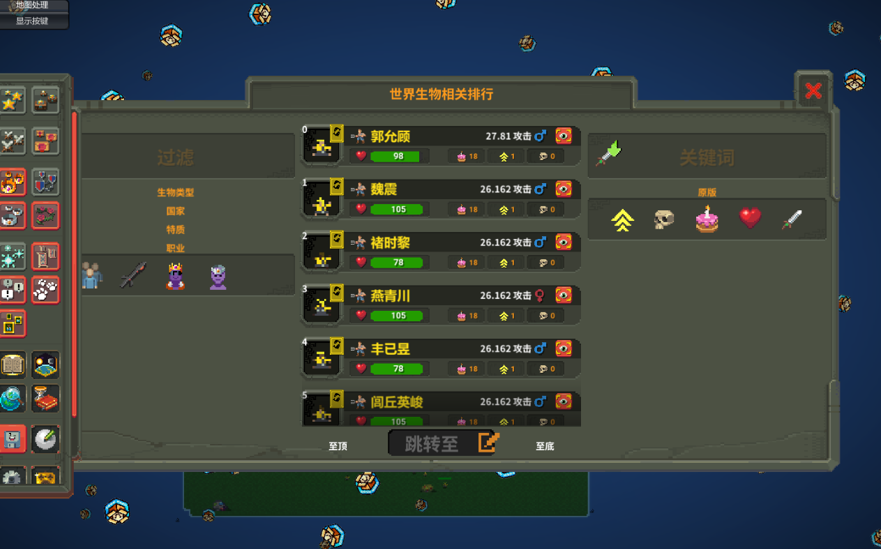 地图处理
显示按键
世界生物相关排行
过滤
生物类型
国家
特质
职业
0
郭允顾
27.81 攻击
98
18
1
0
1
魏震
26.162 攻击
105
18
1
0
2
褚时黎
26.162 攻击
78
18
1
0
3
燕青川
26.162 攻击
105
18
1
0
4
丰已昱
26.162 攻击
78
18
1
0
5
闾丘英峻
26.162 攻击
105
18
1
0
至顶
跳转至
至底
关键词
原版